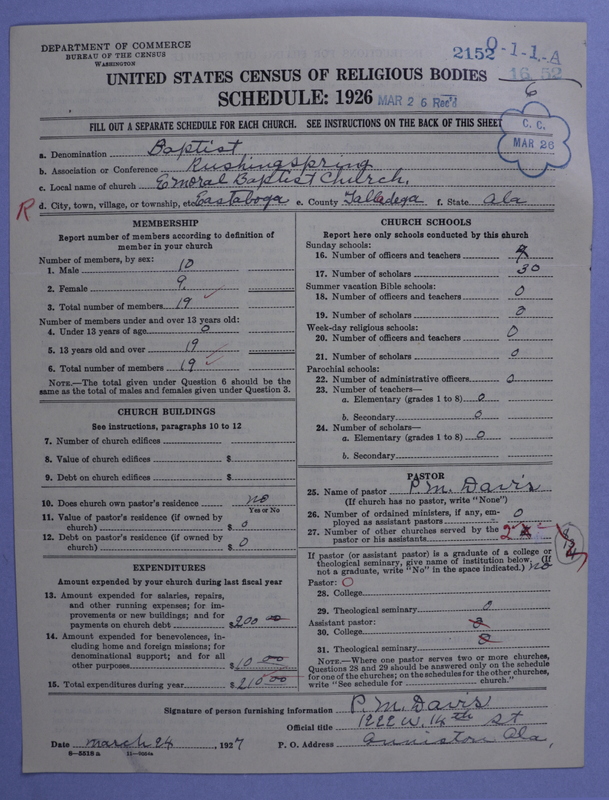 DEPARTMENT OF COMMERCE
BUREAU OF THE CENSUS
WASHINGTON
2152 0-1-1-A
16 52
UNITED STATES CENSUS OF RELIGIOUS BODIES
SCHEDULE: 1926 MAR 26 Rec'd
6
FILL OUT A SEPARATE SCHEDULE FOR EACH CHURCH. SEE INSTRUCTIONS ON THE BACK OF THIS SHEET
C. C.
MAR 26
a. Denomination Baptist
b. Association or Conference Rushing spring
c. Local name of church Emoral Baptist Church,
R d. City, town, village, or township, etc. Eastaboga e. County Talladega f. State Ala
MEMBERSHIP
Report number of members according to definition of
member in your church
Number of members, by sex:
1. Male 10
2. Female 9
3. Total number of members 19
Number of members under and over 13 years old:
4. Under 13 years of age 0
5. 13 years old and over 19
6. Total number of members 19
NOTE.—The total given under Question 6 should be
same as the total of males and females given under Question 3.
CHURCH BUILDINGS
See instructions, paragraphs 10 to 12
7. Number of church edifices
8. Value of church edifices $
9. Debt on church edifices $
10. Does church own pastor's residence no
Yes or No
11. Value of pastor's residence (if owned by
church) $ 0
12. Debt on pastor's residence (if owned by
church) $ 0
EXPENDITURES
Amount expended by your church during last fiscal year
13. Amount expended for salaries, repairs,
and other running expenses; for im-
provements or new buildings; and for
payments on church debt $200 00
14. Amount expended for benevolences, in-
cluding home and foreign missions; for
denominational support; and for all
other purposes $10 00
15. Total expenditures during year $210 00
CHURCH SCHOOLS
Report here only schools conducted by this church
Sunday schools:
16. Number of officers and teachers
17. Number of scholars 30
Summer vacation Bible schools:
18. Number of officers and teachers 0
19. Number of scholars 0
Week-day religious schools:
20. Number of officers and teachers 0
21. Number of scholars 0
Parochial schools:
22. Number of administrative officers 0
23. Number of teachers—
a. Elementary (grades 1 to 8) 0
b. Secondary 0
24. Number of scholars—
a. Elementary (grades 1 to 8) 0
b. Secondary
PASTOR
25. Name of pastor P. M. Davis
(If church has no pastor, write "None")
26. Number of ordained ministers, if any, em-
ployed as assistant pastors 0
27. Number of other churches served by the
pastor or his assistants 2
If pastor (or assistant pastor) is a graduate of a college or
theological seminary, give name of institution below. (If
not a graduate, write "No" in the space indicated.) no
Pastor: O
28. College
29. Theological seminary 0
Assistant pastor:
30. College
31. Theological seminary
NOTE.—Where one pastor serves two or more churches,
Questions 28 and 29 should be answered only on the schedule
for one of the churches; on the schedules for the other churches,
write "See schedule for church."
Signature of person furnishing information P. M. Davis
Official title 1222 W. 14th St
Date march 24, 1927 P. O. Address Anniston Ala,